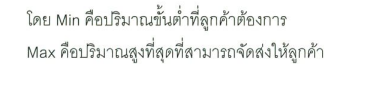 โดย Min คือปริมาณขั้นต่ำที่ลูกค้าต้องการ
Max คือปริมาณสูงที่สุดที่สามารถจัดส่งให้ลูกค้า